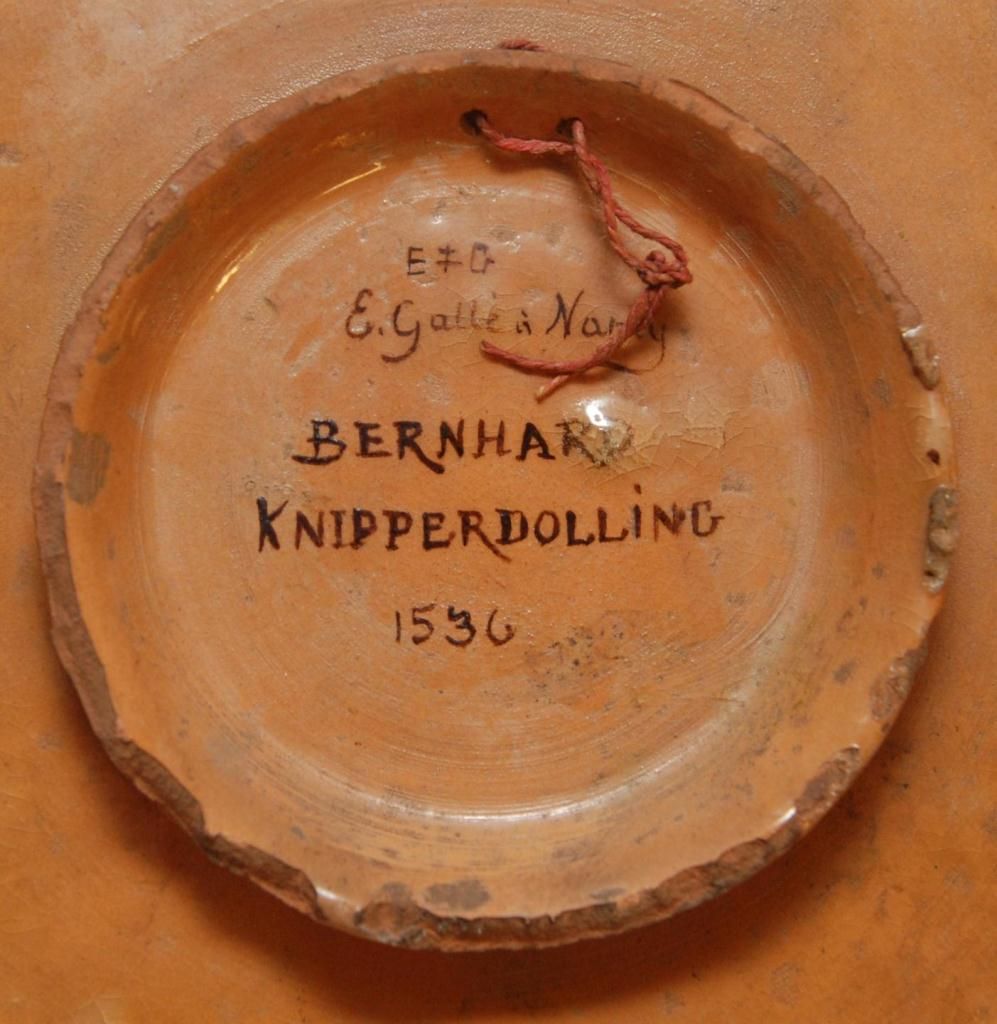 E‡G
E. Gallé à Nancy
BERNHARD
KNIPPERDOLLING
1536